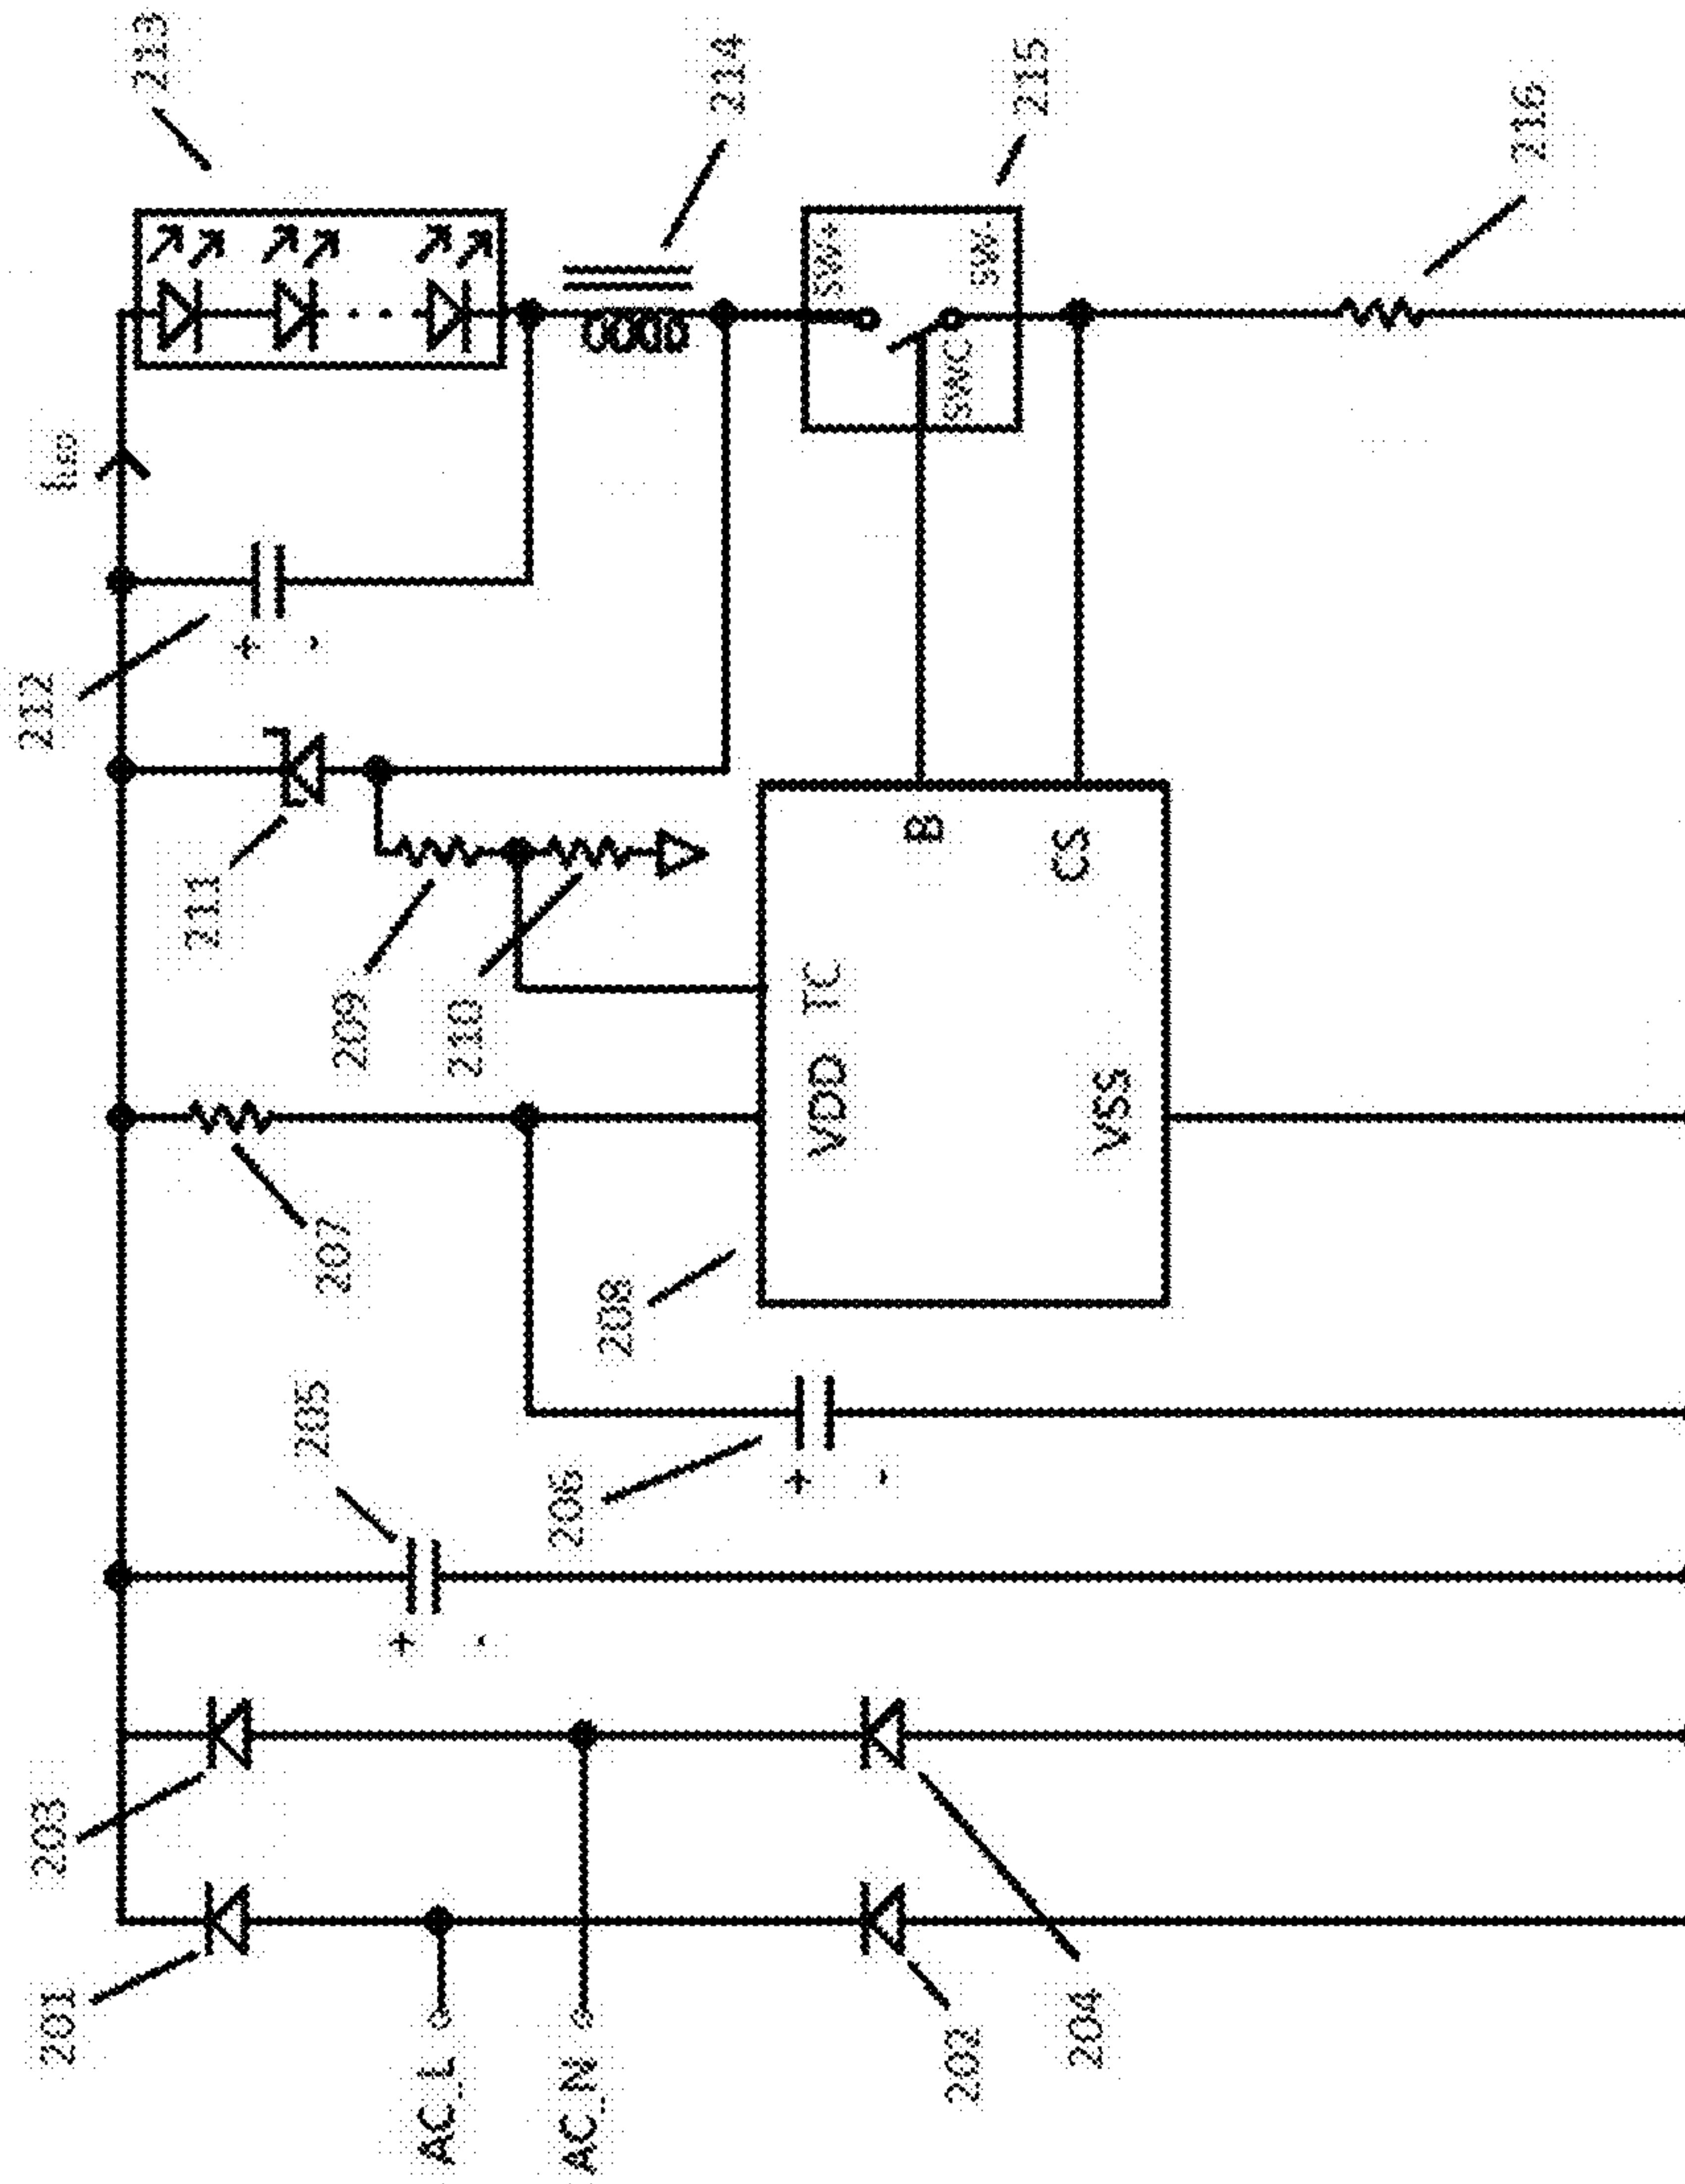 201
203
205
207
211
212
I_LED
213
209
210
214
206
208
VDD
TC
B
CS
VSS
SW+
SW-
SWC
215
216
AC_L
AC_N
202
204
+
-
+
-
+
-